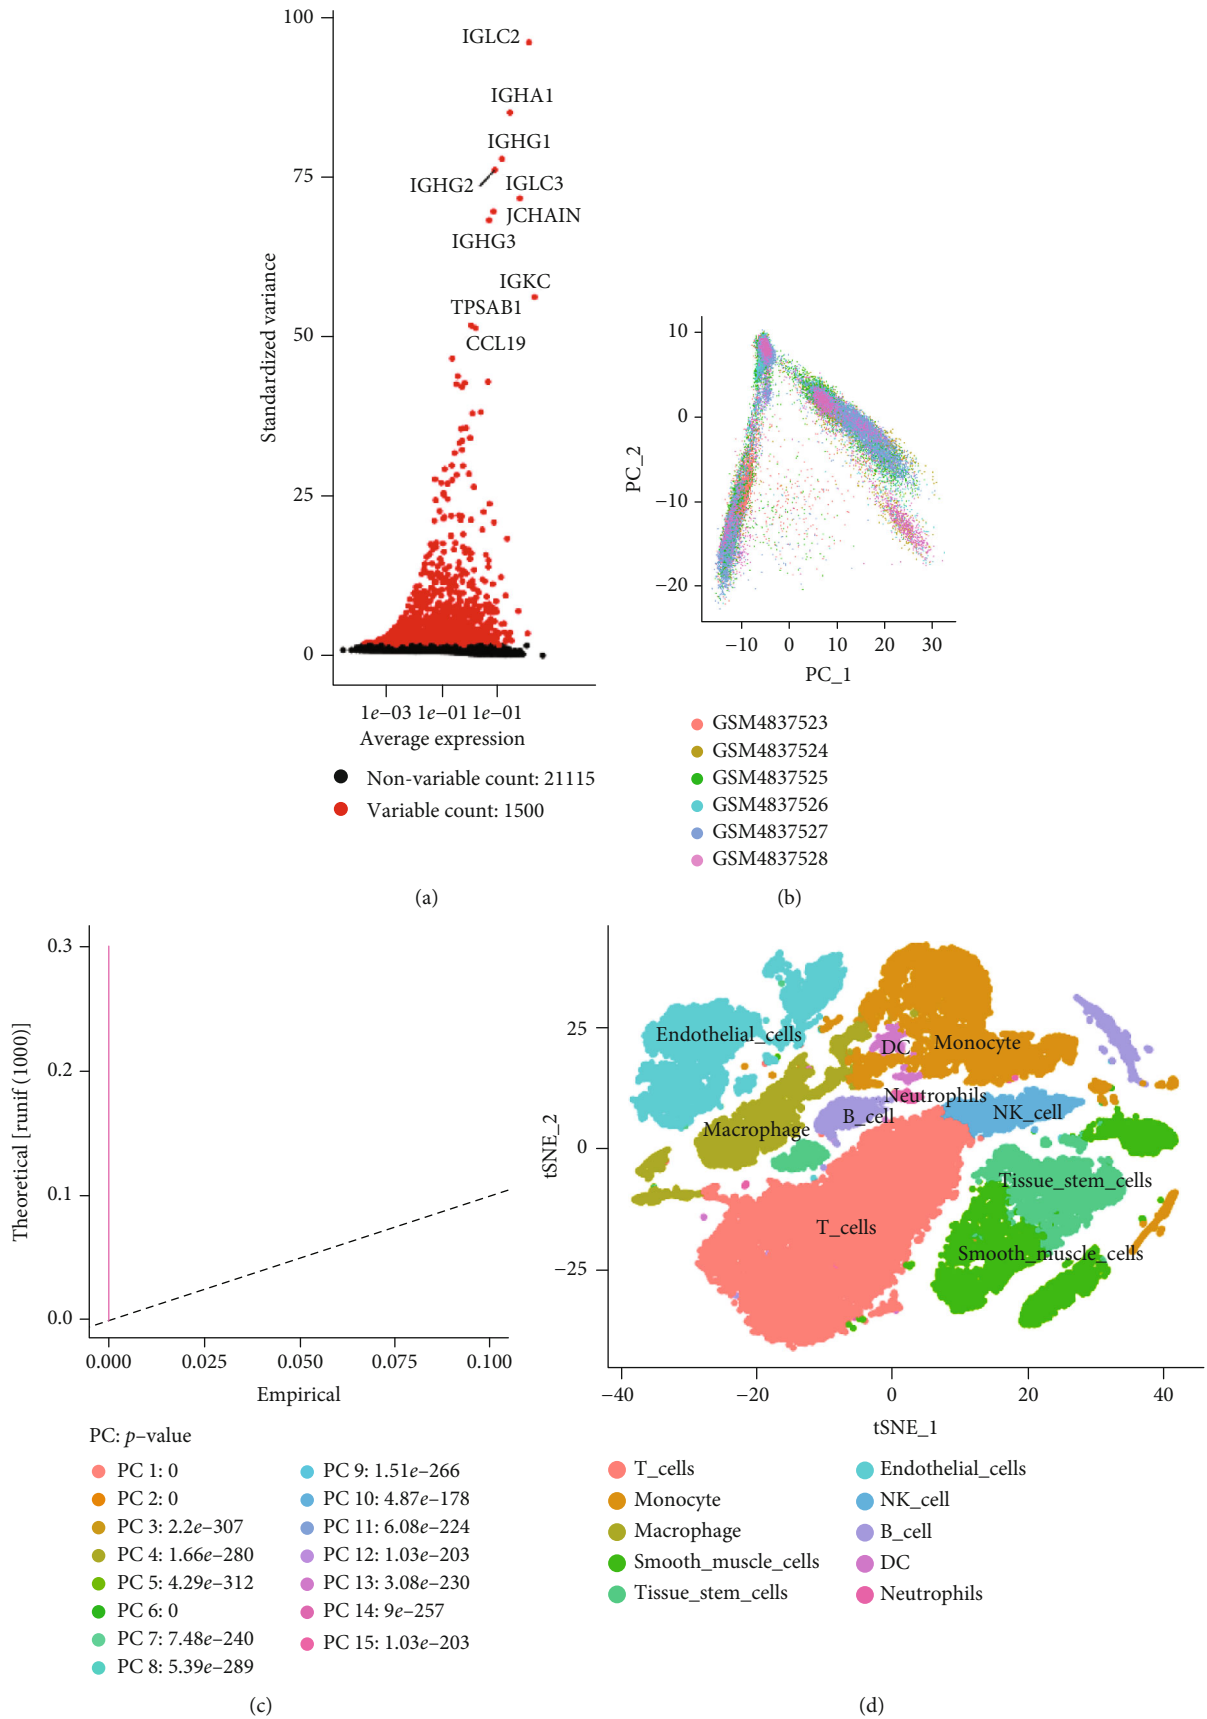 100
75
50
25
0
Standardized variance
IGLC2
IGHA1
IGHG1
IGHG2
IGLC3
JCHAIN
IGHG3
IGKC
TPSAB1
CCL19
1e−03 1e−01 1e−01
Average expression
Non-variable count: 21115
Variable count: 1500
(a)
10
0
−10
−20
PC_2
−10 0 10 20 30
PC_1
GSM4837523
GSM4837524
GSM4837525
GSM4837526
GSM4837527
GSM4837528
(b)
0.3
0.2
0.1
0.0
Theoretical [runif (1000)]
0.000 0.025 0.050 0.075 0.100
Empirical
PC: p−value
PC 1: 0
PC 2: 0
PC 3: 2.2e−307
PC 4: 1.66e−280
PC 5: 4.29e−312
PC 6: 0
PC 7: 7.48e−240
PC 8: 5.39e−289
PC 9: 1.51e−266
PC 10: 4.87e−178
PC 11: 6.08e−224
PC 12: 1.03e−203
PC 13: 3.08e−230
PC 14: 9e−257
PC 15: 1.03e−203
(c)
25
0
−25
tSNE_2
Endothelial_cells
DC
Monocyte
Neutrophils
B_cell
NK_cell
Macrophage
Tissue_stem_cells
T_cells
Smooth_muscle_cells
−40 −20 0 20 40
tSNE_1
T_cells
Monocyte
Macrophage
Smooth_muscle_cells
Tissue_stem_cells
Endothelial_cells
NK_cell
B_cell
DC
Neutrophils
(d)